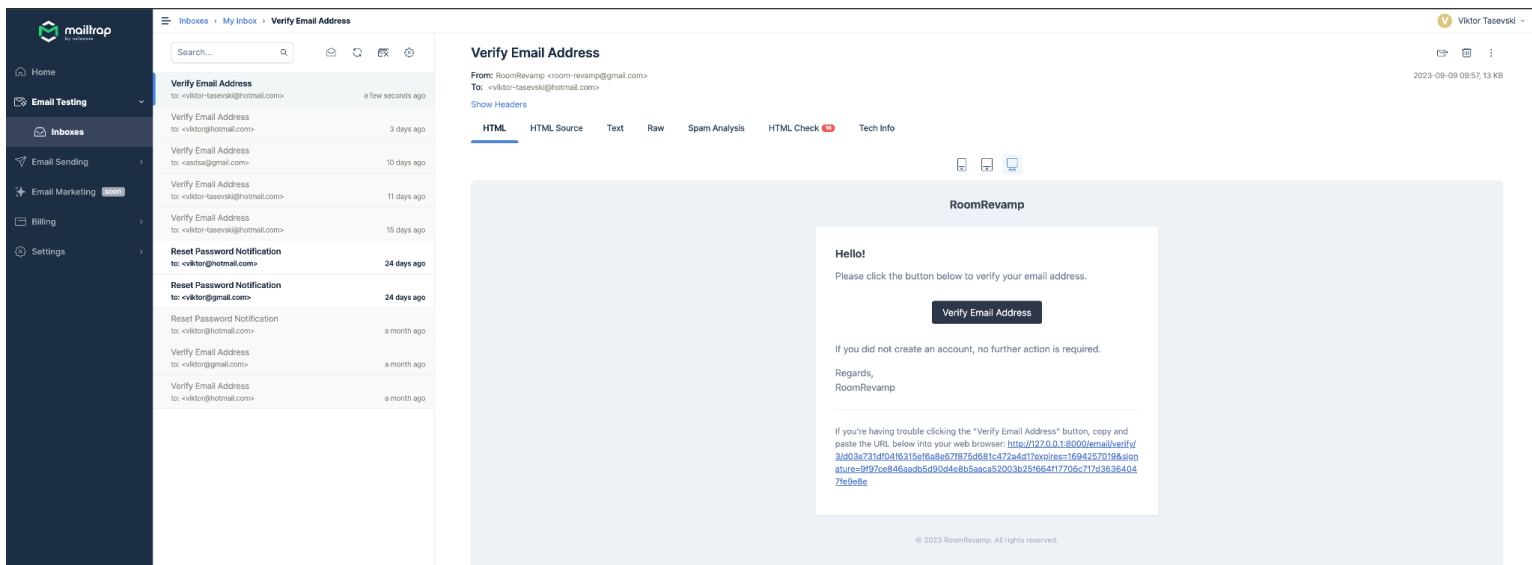 mailtrap
by railsware
Home
Email Testing
Inboxes
Email Sending
Email Marketing soon
Billing
Settings
Inboxes › My Inbox › Verify Email Address
Viktor Tasevski
V
Search...
Verify Email Address
to: <viktor-tasevski@hotmail.com> a few seconds ago
Verify Email Address
to: <viktor@hotmail.com> 3 days ago
Verify Email Address
to: <asdsa@gmail.com> 10 days ago
Verify Email Address
to: <viktor-tasevski@hotmail.com> 11 days ago
Verify Email Address
to: <viktor-tasevski@hotmail.com> 15 days ago
Reset Password Notification
to: <viktor@hotmail.com> 24 days ago
Reset Password Notification
to: <viktor@gmail.com> 24 days ago
Reset Password Notification
to: <viktor@hotmail.com> a month ago
Verify Email Address
to: <viktor@gmail.com> a month ago
Verify Email Address
to: <viktor@hotmail.com> a month ago
Verify Email Address
From: RoomRevamp <room-revamp@gmail.com>
2023-09-09 09:57, 13 KB
To: <viktor-tasevski@hotmail.com>
Show Headers
HTML HTML Source Text Raw Spam Analysis HTML Check 16 Tech Info
RoomRevamp
Hello!
Please click the button below to verify your email address.
Verify Email Address
If you did not create an account, no further action is required.
Regards,
RoomRevamp
If you're having trouble clicking the "Verify Email Address" button, copy and
paste the URL below into your web browser: http://127.0.0.1:8000/email/verify/
3/d03e731df04f6315ef6a8e67f875d681c472a4d1?expires=1694257019&sign
ature=9f97ce846aadb5d90d4e8b5aaca52003b25f664f17706c717d3636404
7fe9e8e
© 2023 RoomRevamp. All rights reserved.